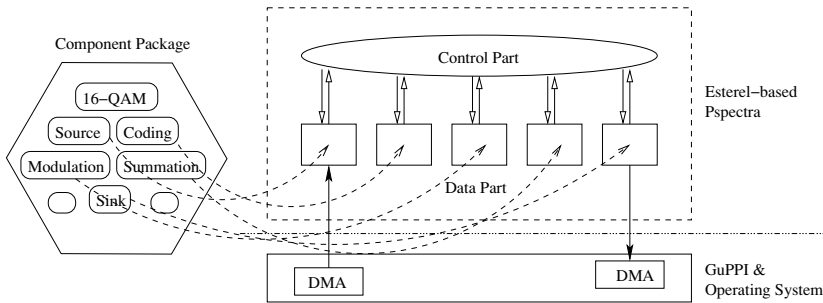 Component Package
16−QAM
Source
Coding
Modulation
Summation
Sink
Control Part
Data Part
Esterel−based
Pspectra
DMA
DMA
GuPPI &
Operating System